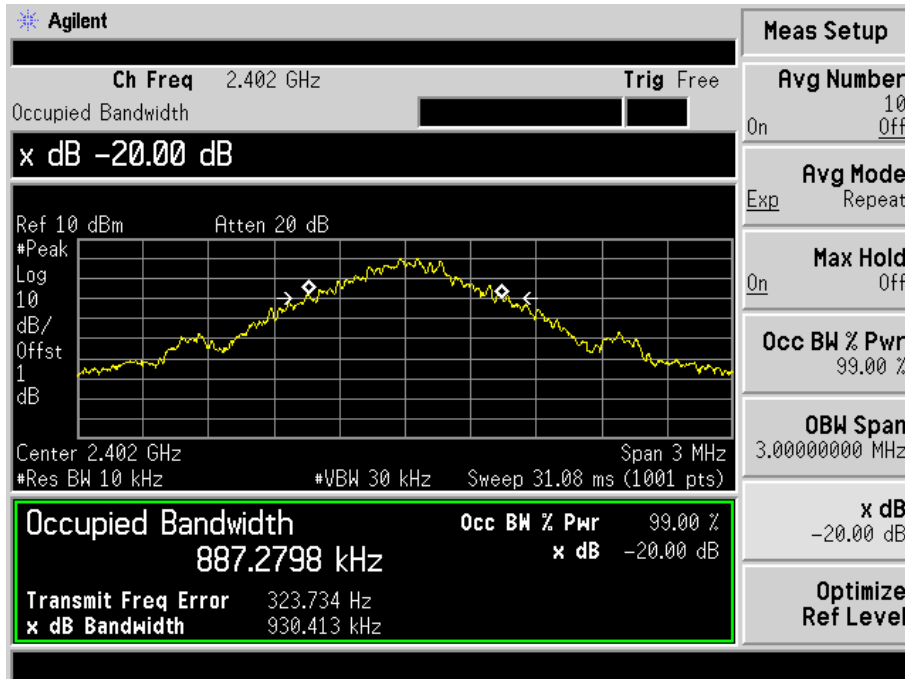 Agilent
Ch Freq 2.402 GHz Trig Free
Occupied Bandwidth
x dB -20.00 dB
Ref 10 dBm Atten 20 dB
#Peak
Log
10
dB/
Offst
1
dB
Center 2.402 GHz Span 3 MHz
#Res BW 10 kHz #VBW 30 kHz Sweep 31.08 ms (1001 pts)
Occupied Bandwidth
887.2798 kHz
Occ BW % Pwr 99.00 %
x dB -20.00 dB
Transmit Freq Error 323.734 Hz
x dB Bandwidth 930.413 kHz
Meas Setup
Avg Number
10
On Off
Avg Mode
Exp Repeat
Max Hold
On Off
Occ BW % Pwr
99.00 %
OBW Span
3.00000000 MHz
x dB
-20.00 dB
Optimize
Ref Level